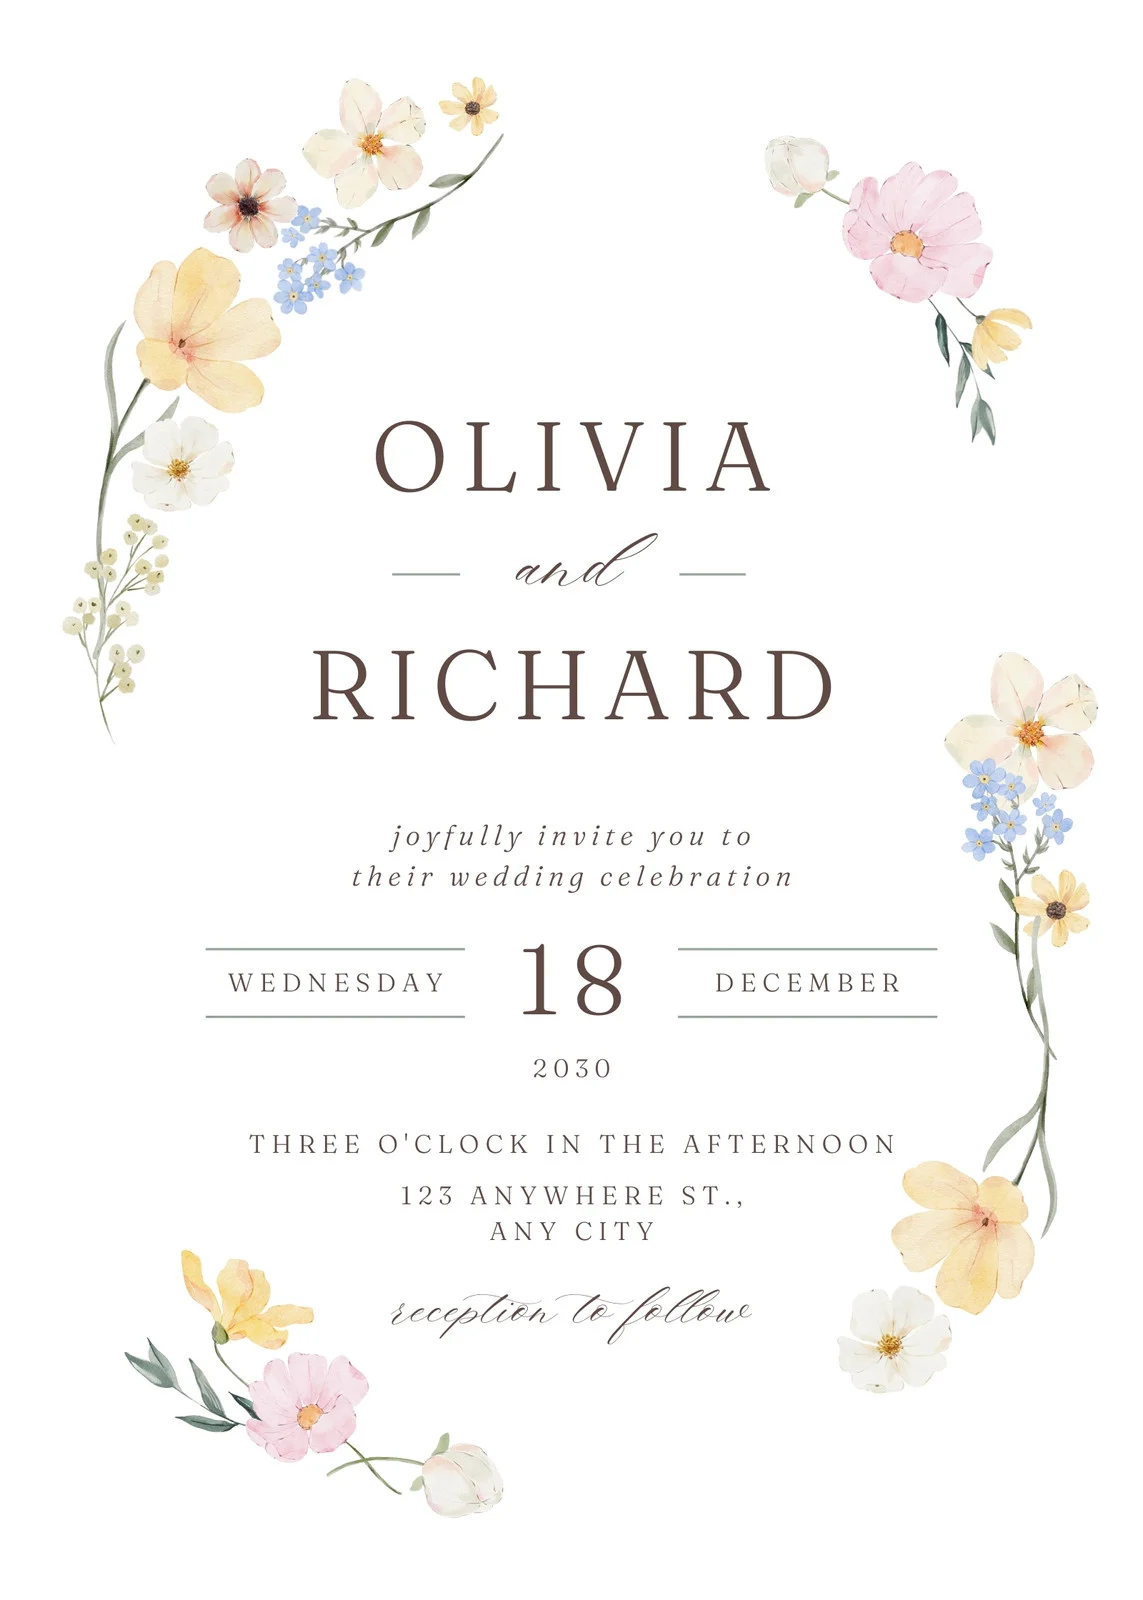 OLIVIA
and
RICHARD
joyfully invite you to
their wedding celebration
WEDNESDAY 18 DECEMBER
2030
THREE O'CLOCK IN THE AFTERNOON
123 ANYWHERE ST.,
ANY CITY
reception to follow